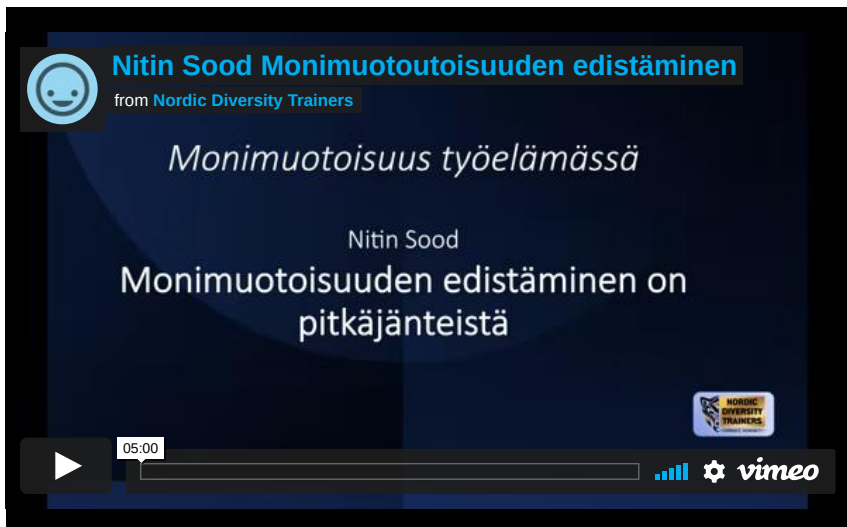 Nitin Sood Monimuotoutoisuuden edistäminen
from Nordic Diversity Trainers
Monimuotoisuus työelämässä
Nitin Sood
Monimuotoisuuden edistäminen on
pitkäjänteistä
NORDIC
DIVERSITY
TRAINERS
05:00
vimeo